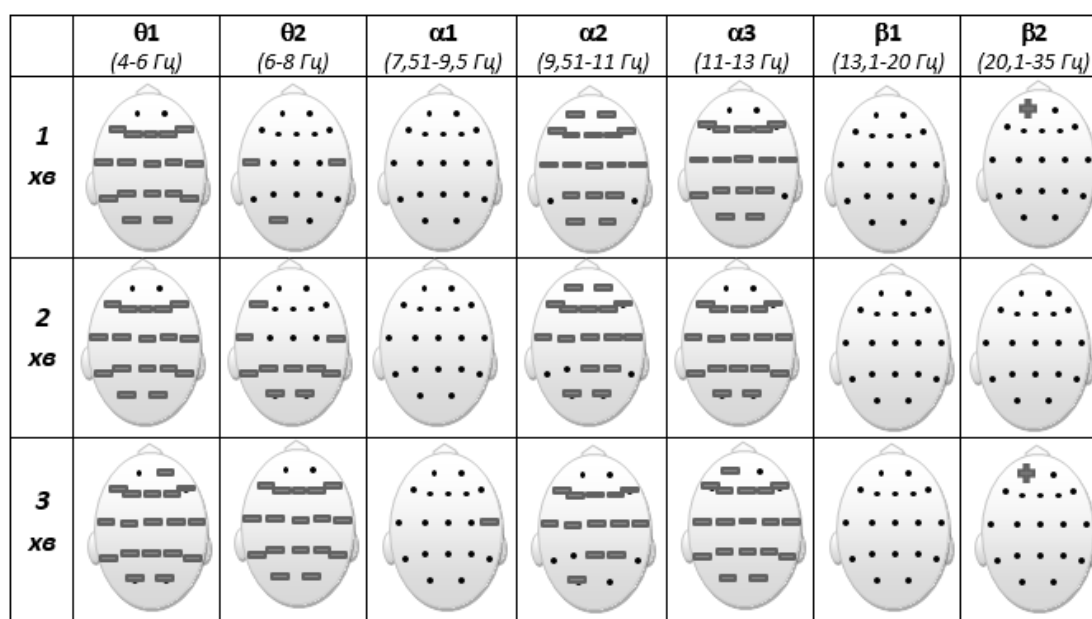 θ1 θ2 α1 α2 α3 β1 β2
(4-6 Гц) (6-8 Гц) (7,51-9,5 Гц) (9,51-11 Гц) (11-13 Гц) (13,1-20 Гц) (20,1-35 Гц)
1
хв
2
хв
3
хв